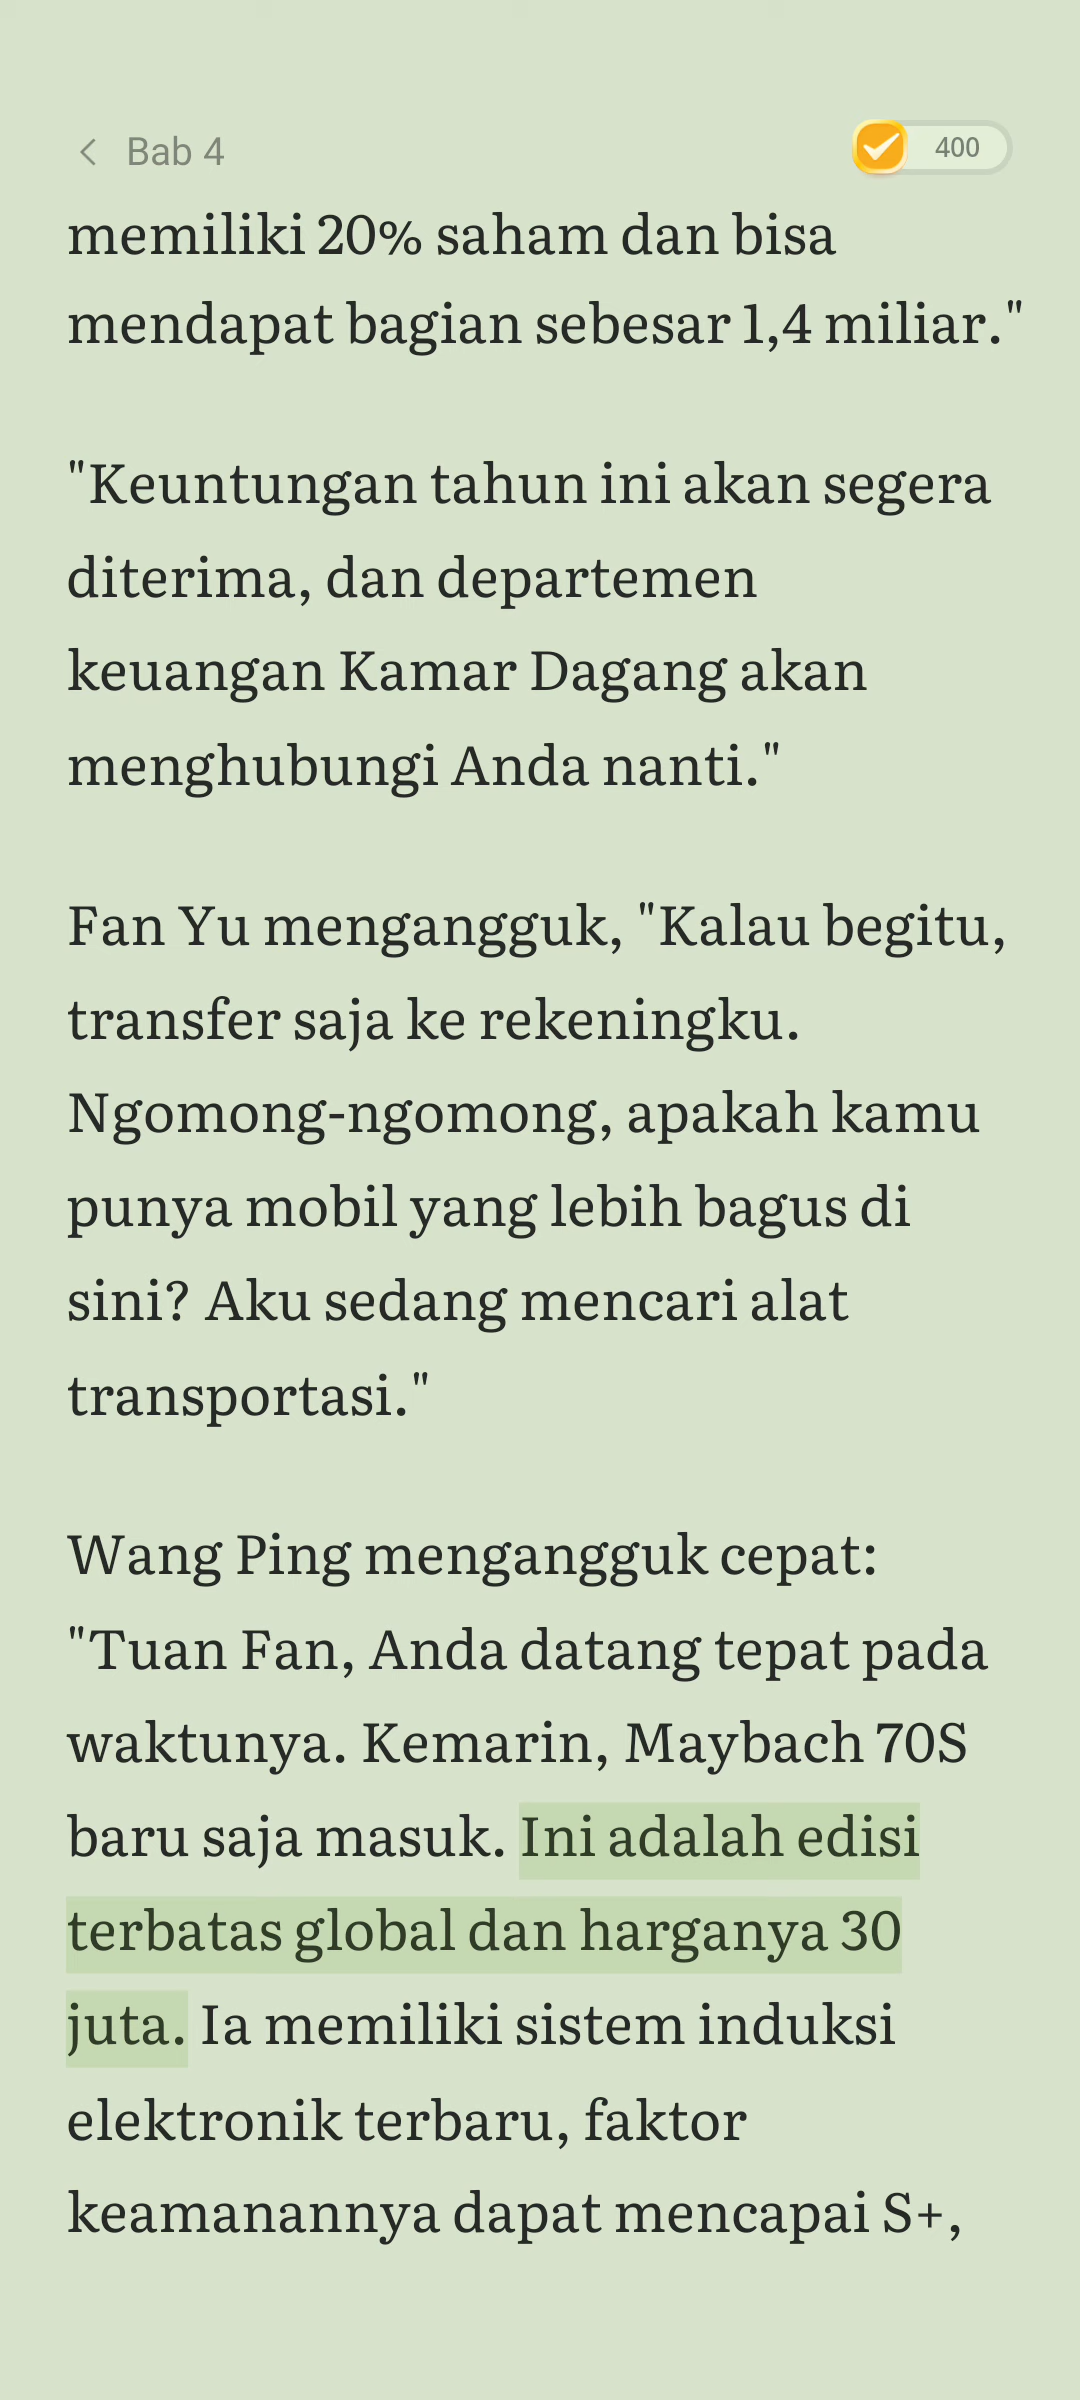 Bab 4
400
memiliki 20% saham dan bisa
mendapat bagian sebesar 1,4 miliar."
"Keuntungan tahun ini akan segera
diterima, dan departemen
keuangan Kamar Dagang akan
menghubungi Anda nanti."
Fan Yu mengangguk, "Kalau begitu,
transfer saja ke rekeningku.
Ngomong-ngomong, apakah kamu
punya mobil yang lebih bagus di
sini? Aku sedang mencari alat
transportasi."
Wang Ping mengangguk cepat:
"Tuan Fan, Anda datang tepat pada
waktunya. Kemarin, Maybach 70S
baru saja masuk. Ini adalah edisi
terbatas global dan harganya 30
juta. Ia memiliki sistem induksi
elektronik terbaru, faktor
keamanannya dapat mencapai S+,